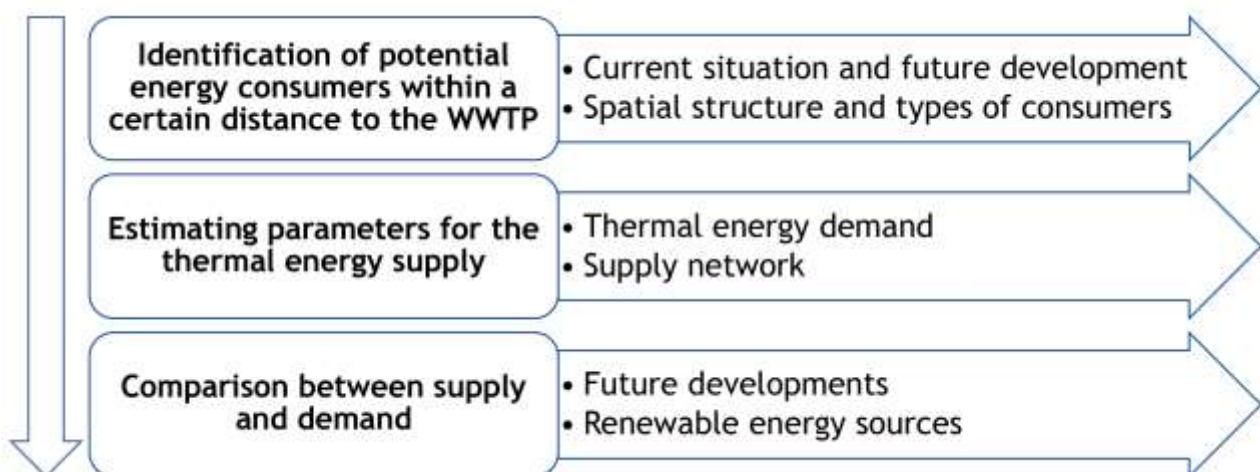 Identification of potential
energy consumers within a
certain distance to the WWTP
• Current situation and future development
• Spatial structure and types of consumers
Estimating parameters for the
thermal energy supply
• Thermal energy demand
• Supply network
Comparison between supply
and demand
• Future developments
• Renewable energy sources